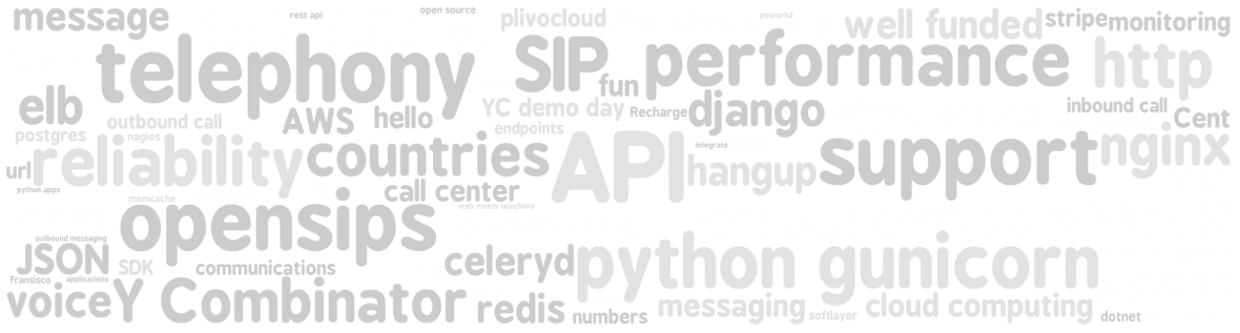 message
rest api
open source
plivocloud
powerful
well funded
stripe
monitoring
telephony
SIP
fun
performance
http
elb
outbound call
AWS
hello
YC demo day
Recharge
django
inbound call
Cent
postgres
nagios
endpoints
url
reliability
countries
API
integrate
hangup
support
nginx
python apps
call center
memcache
web meets telephony
opensips
outbound messaging
JSON
SDK
communications
celeryd
python
gunicorn
Fransisco
applications
voice
Y Combinator
redis
numbers
messaging
softlayer
cloud computing
dotnet